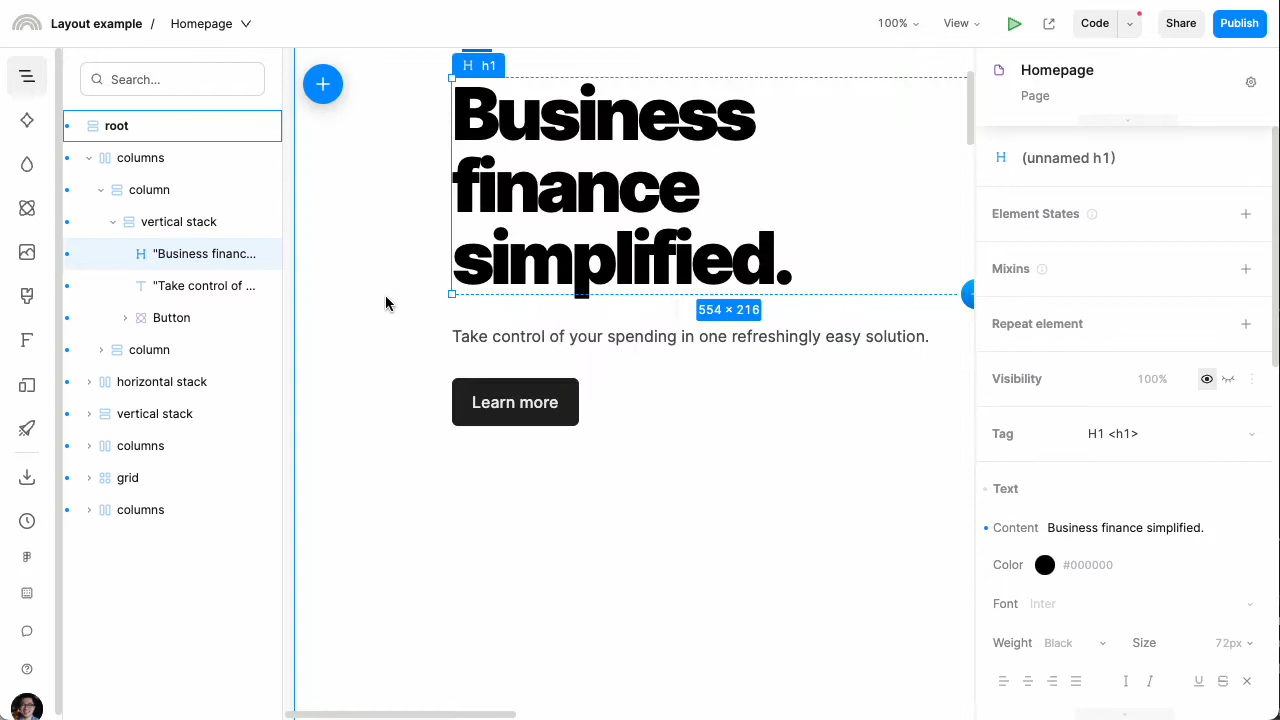 Layout example / Homepage
100% View Code Share Publish
Search...
root
columns
column
vertical stack
"Business financ...
"Take control of ...
Button
column
horizontal stack
vertical stack
columns
grid
columns
H h1
Business
finance
simplified.
554 × 216
Take control of your spending in one refreshingly easy solution.
Learn more
Homepage
Page
H (unnamed h1)
Element States
Mixins
Repeat element
Visibility 100%
Tag H1 <h1>
Text
Content Business finance simplified.
Color #000000
Font Inter
Weight Black Size 72px